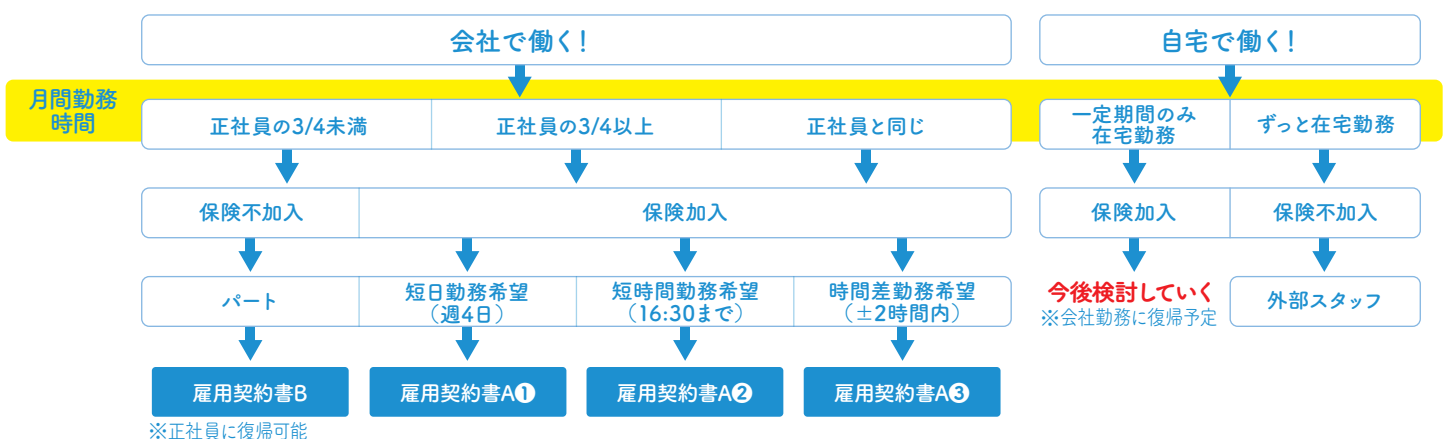 会社で働く!
自宅で働く!
月間勤務
時間
正社員の3/4未満
正社員の3/4以上
正社員と同じ
一定期間のみ
在宅勤務
ずっと在宅勤務
保険不加入
保険加入
保険加入
保険不加入
パート
短日勤務希望
（週4日）
短時間勤務希望
（16:30まで）
時間差勤務希望
（±2時間内）
今後検討していく
※会社勤務に復帰予定
外部スタッフ
雇用契約書B
雇用契約書A❶
雇用契約書A❷
雇用契約書A❸
※正社員に復帰可能